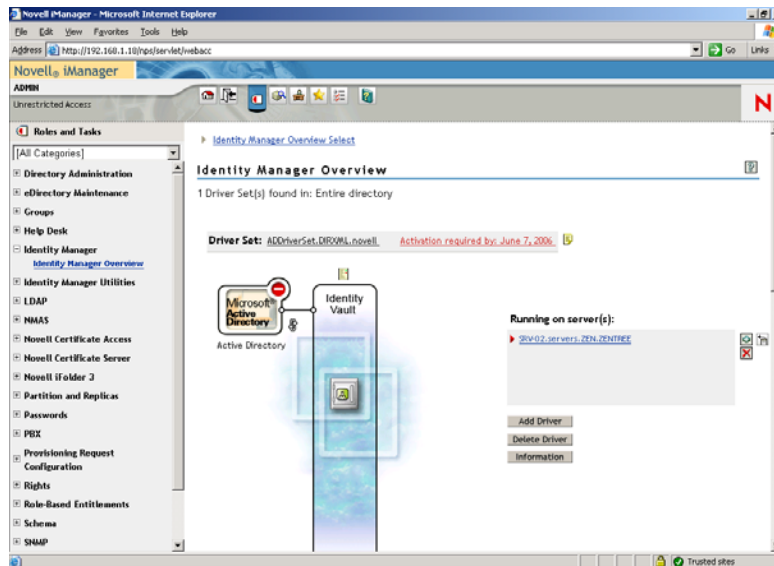 Novell iManager - Microsoft Internet Explorer
File Edit View Favorites Tools Help
Address http://192.168.1.10/nps/servlet/webacc Go Links
Novell® iManager
ADMIN
Unrestricted Access
N
Roles and Tasks
[All Categories]
Directory Administration
eDirectory Maintenance
Groups
Help Desk
Identity Manager
Identity Manager Overview
Identity Manager Utilities
LDAP
NMAS
Novell Certificate Access
Novell Certificate Server
Novell iFolder 3
Partition and Replicas
Passwords
PBX
Provisioning Request
Configuration
Rights
Role-Based Entitlements
Schema
SNMP
Identity Manager Overview Select
Identity Manager Overview
1 Driver Set(s) found in: Entire directory
Driver Set: ADDriverSet.DIRXML.novell Activation required by: June 7, 2006
Microsoft
Active
Directory
Active Directory
Identity
Vault
Running on server(s):
SRV-02.servers.ZEN.ZENTREE
Add Driver
Delete Driver
Information
Trusted sites